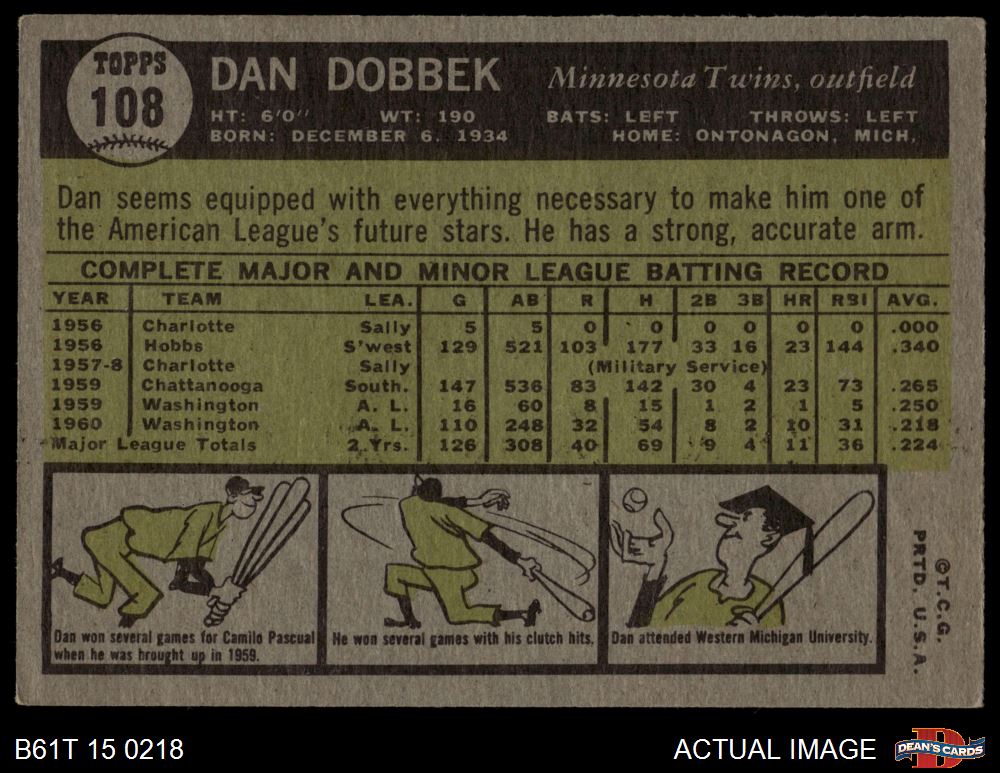 TOPPS
108
DAN DOBBEK Minnesota Twins, outfield
HT: 6'0" WT: 190 BATS: LEFT THROWS: LEFT
BORN: DECEMBER 6, 1934 HOME: ONTONAGON, MICH.
Dan seems equipped with everything necessary to make him one of
the American League's future stars. He has a strong, accurate arm.
COMPLETE MAJOR AND MINOR LEAGUE BATTING RECORD
YEAR TEAM LEA. G AB R H 2B 3B HR RBI AVG.
1956 Charlotte Sally 5 5 0 0 0 0 0 0 .000
1956 Hobbs S'west 129 521 103 177 33 16 23 144 .340
1957-8 Charlotte Sally (Military Service)
1959 Chattanooga South. 147 536 83 142 30 4 23 73 .265
1959 Washington A. L. 16 60 8 15 1 2 1 5 .250
1960 Washington A. L. 110 248 32 54 8 2 10 31 .218
Major League Totals 2 Yrs. 126 308 40 69 9 4 11 36 .224
Dan won several games for Camilo Pascual
when he was brought up in 1959.
He won several games with his clutch hits.
Dan attended Western Michigan University.
©T.C.G.
PRTD. U.S.A.
B61T 15 0218 ACTUAL IMAGE
D
DEAN'S CARDS